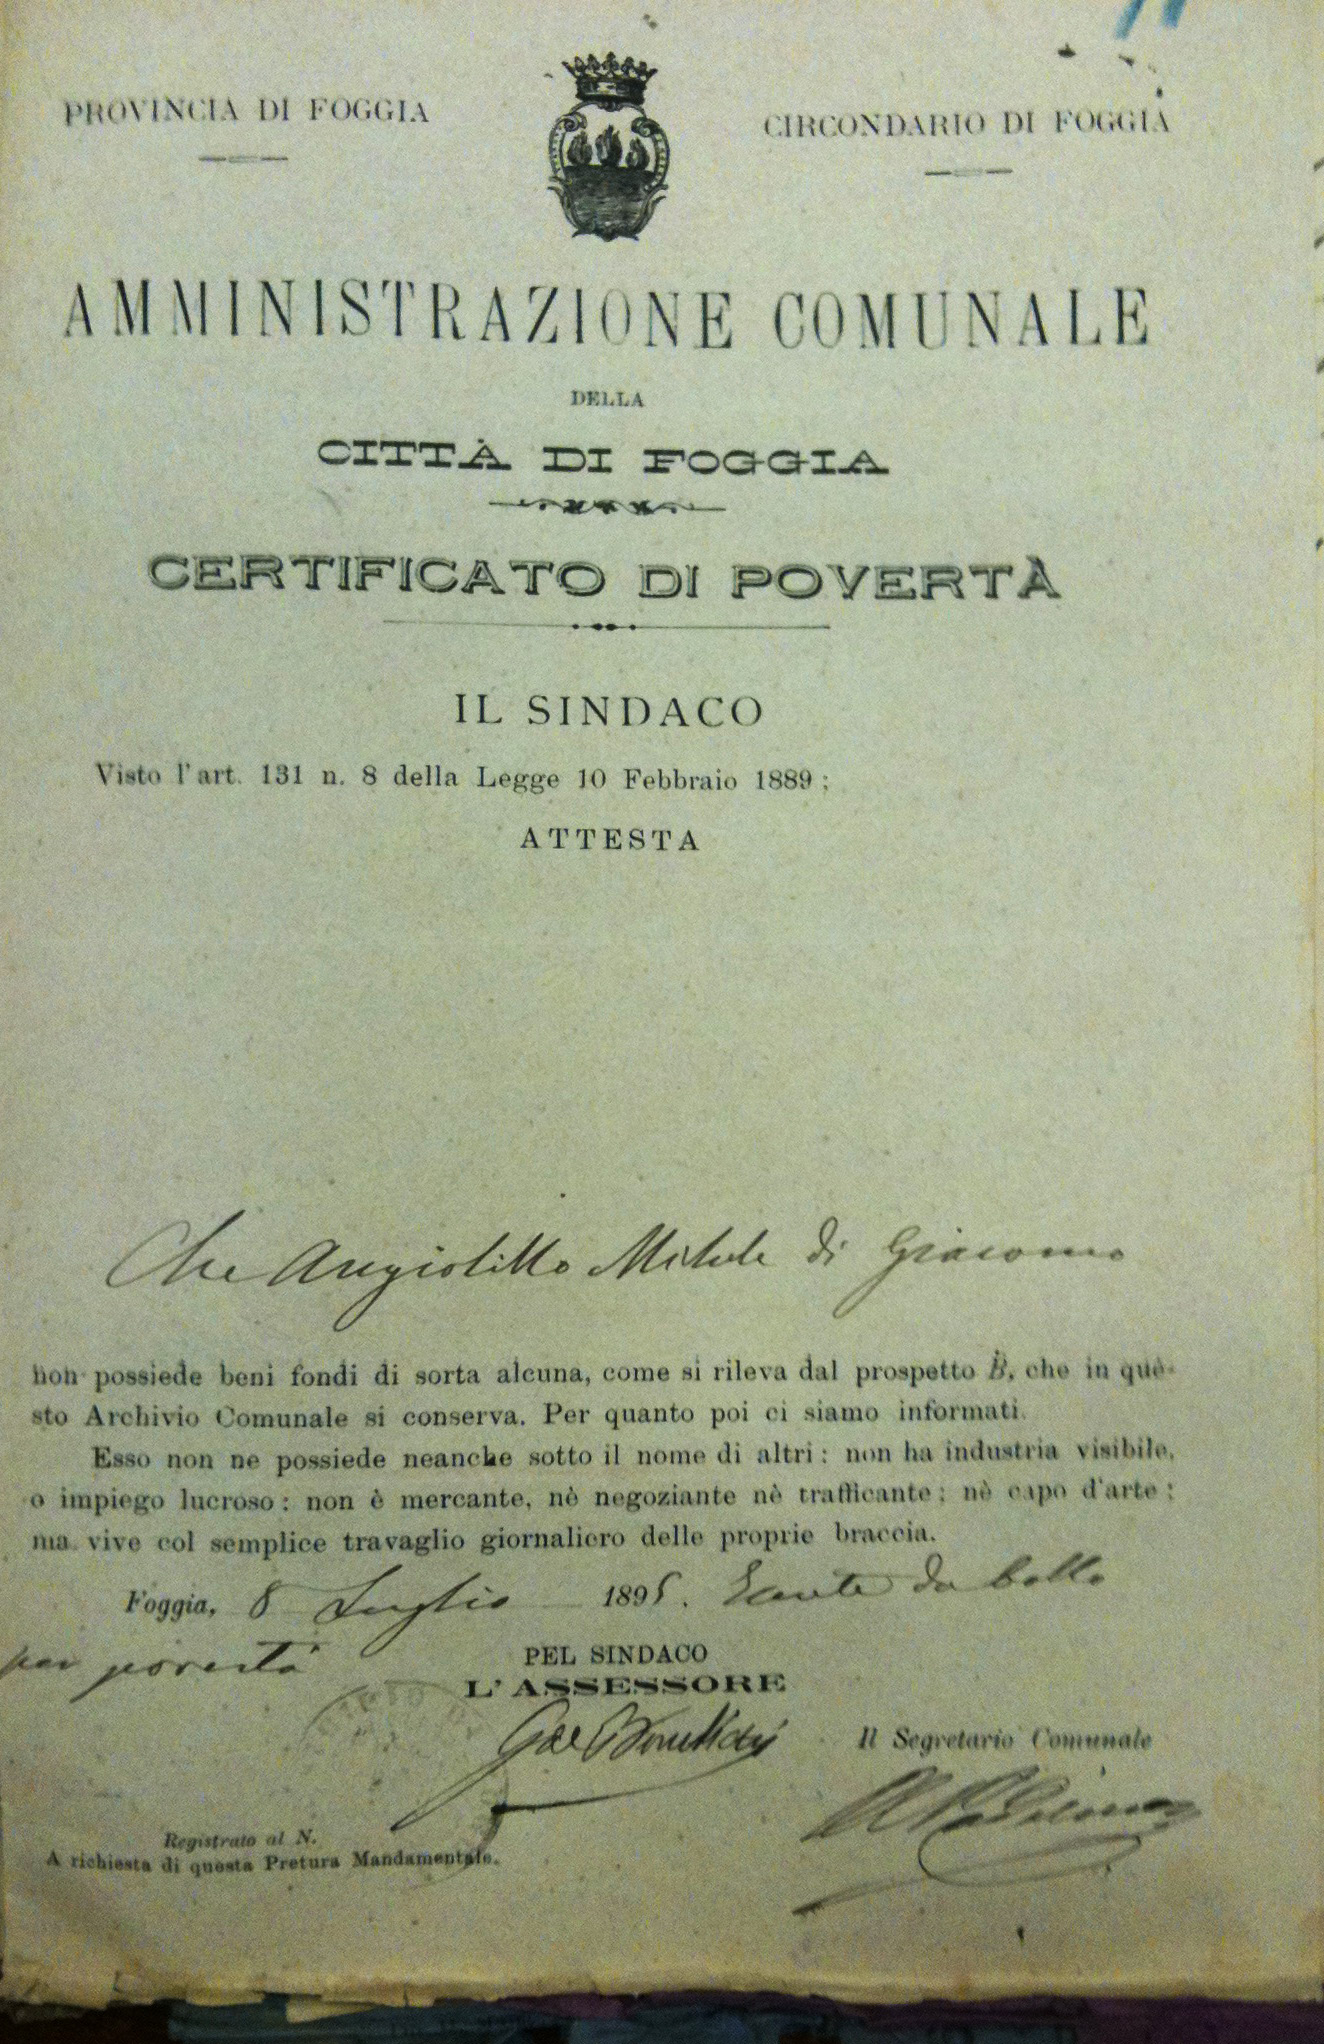 PROVINCIA DI FOGGIA
CIRCONDARIO DI FOGGIA
AMMINISTRAZIONE COMUNALE
DELLA
CITTÀ DI FOGGIA
CERTIFICATO DI POVERTÀ
IL SINDACO
Visto l'art. 131 n. 8 della Legge 10 Febbraio 1889;
ATTESTA
Che Angiolillo Michele di Giacomo
non possiede beni fondi di sorta alcuna, come si rileva dal prospetto B, che in que-
sto Archivio Comunale si conserva. Per quanto poi ci siamo informati.
Esso non ne possiede neanche sotto il nome di altri: non ha industria visibile,
o impiego lucroso: non è mercante, nè negoziante nè trafficante; nè capo d'arte;
ma vive col semplice travaglio giornaliero delle proprie braccia.
Foggia, 8 Luglio 1895. Esente da bollo
per povertà
PEL SINDACO
L'ASSESSORE
Il Segretario Comunale
Registrato al N.
A richiesta di questa Pretura Mandamentale.